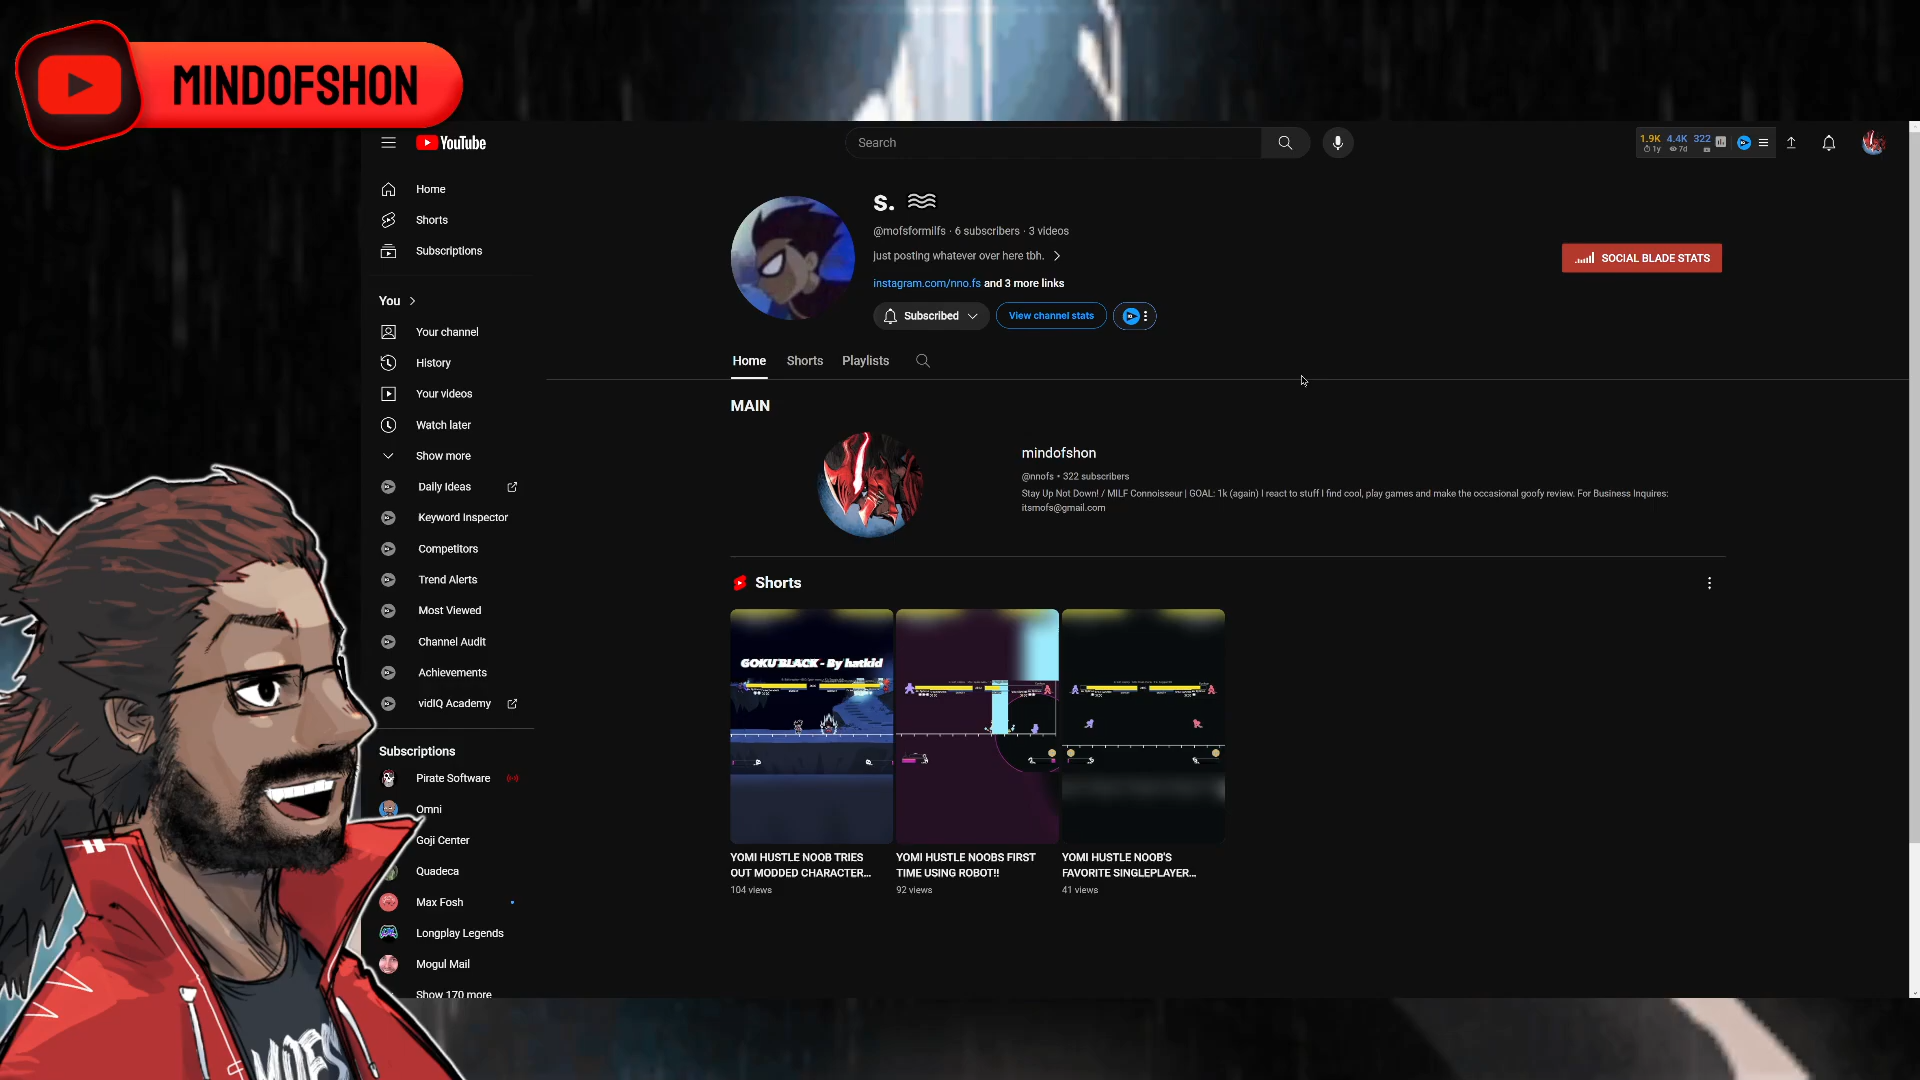 MINDOFSHON
YouTube
Search
1.9K 4.4K 322
1y 7d
Home
Shorts
Subscriptions
You
Your channel
History
Your videos
Watch later
Show more
Daily Ideas
Keyword Inspector
Competitors
Trend Alerts
Most Viewed
Channel Audit
Achievements
vidIQ Academy
Subscriptions
Pirate Software
Omni
Goji Center
Quadeca
Max Fosh
Longplay Legends
Mogul Mail
Show 170 more
s.
@mofsformilfs · 6 subscribers · 3 videos
just posting whatever over here tbh.
instagram.com/nno.fs and 3 more links
Subscribed
View channel stats
SOCIAL BLADE STATS
Home Shorts Playlists
MAIN
mindofshon
@nnofs • 322 subscribers
Stay Up Not Down! / MILF Connoisseur | GOAL: 1k (again) I react to stuff I find cool, play games and make the occasional goofy review. For Business Inquires:
itsmofs@gmail.com
Shorts
GOKU BLACK - By hatkid
YOMI HUSTLE NOOB TRIES
OUT MODDED CHARACTER...
104 views
YOMI HUSTLE NOOBS FIRST
TIME USING ROBOT!!
92 views
YOMI HUSTLE NOOB'S
FAVORITE SINGLEPLAYER...
41 views